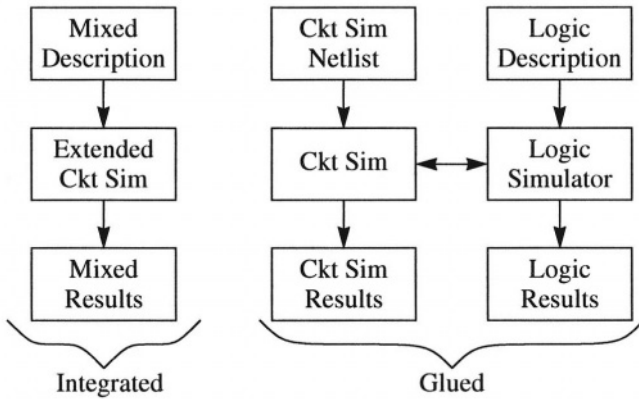 Mixed
Description
Ckt Sim
Netlist
Logic
Description
Extended
Ckt Sim
Ckt Sim
Logic
Simulator
Mixed
Results
Ckt Sim
Results
Logic
Results
Integrated
Glued